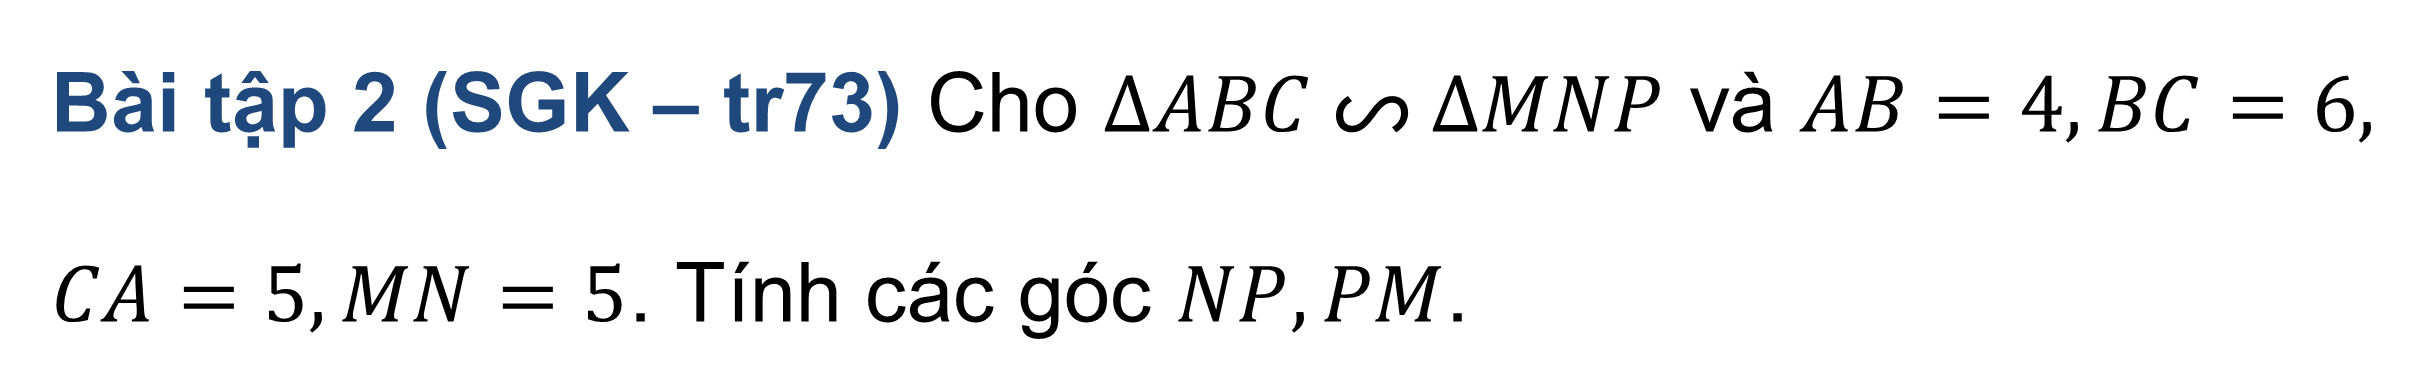 Bài tập 2 (SGK – tr73) Cho ΔABC ∽ ΔMNP và AB = 4, BC = 6,
CA = 5, MN = 5. Tính các góc NP, PM.